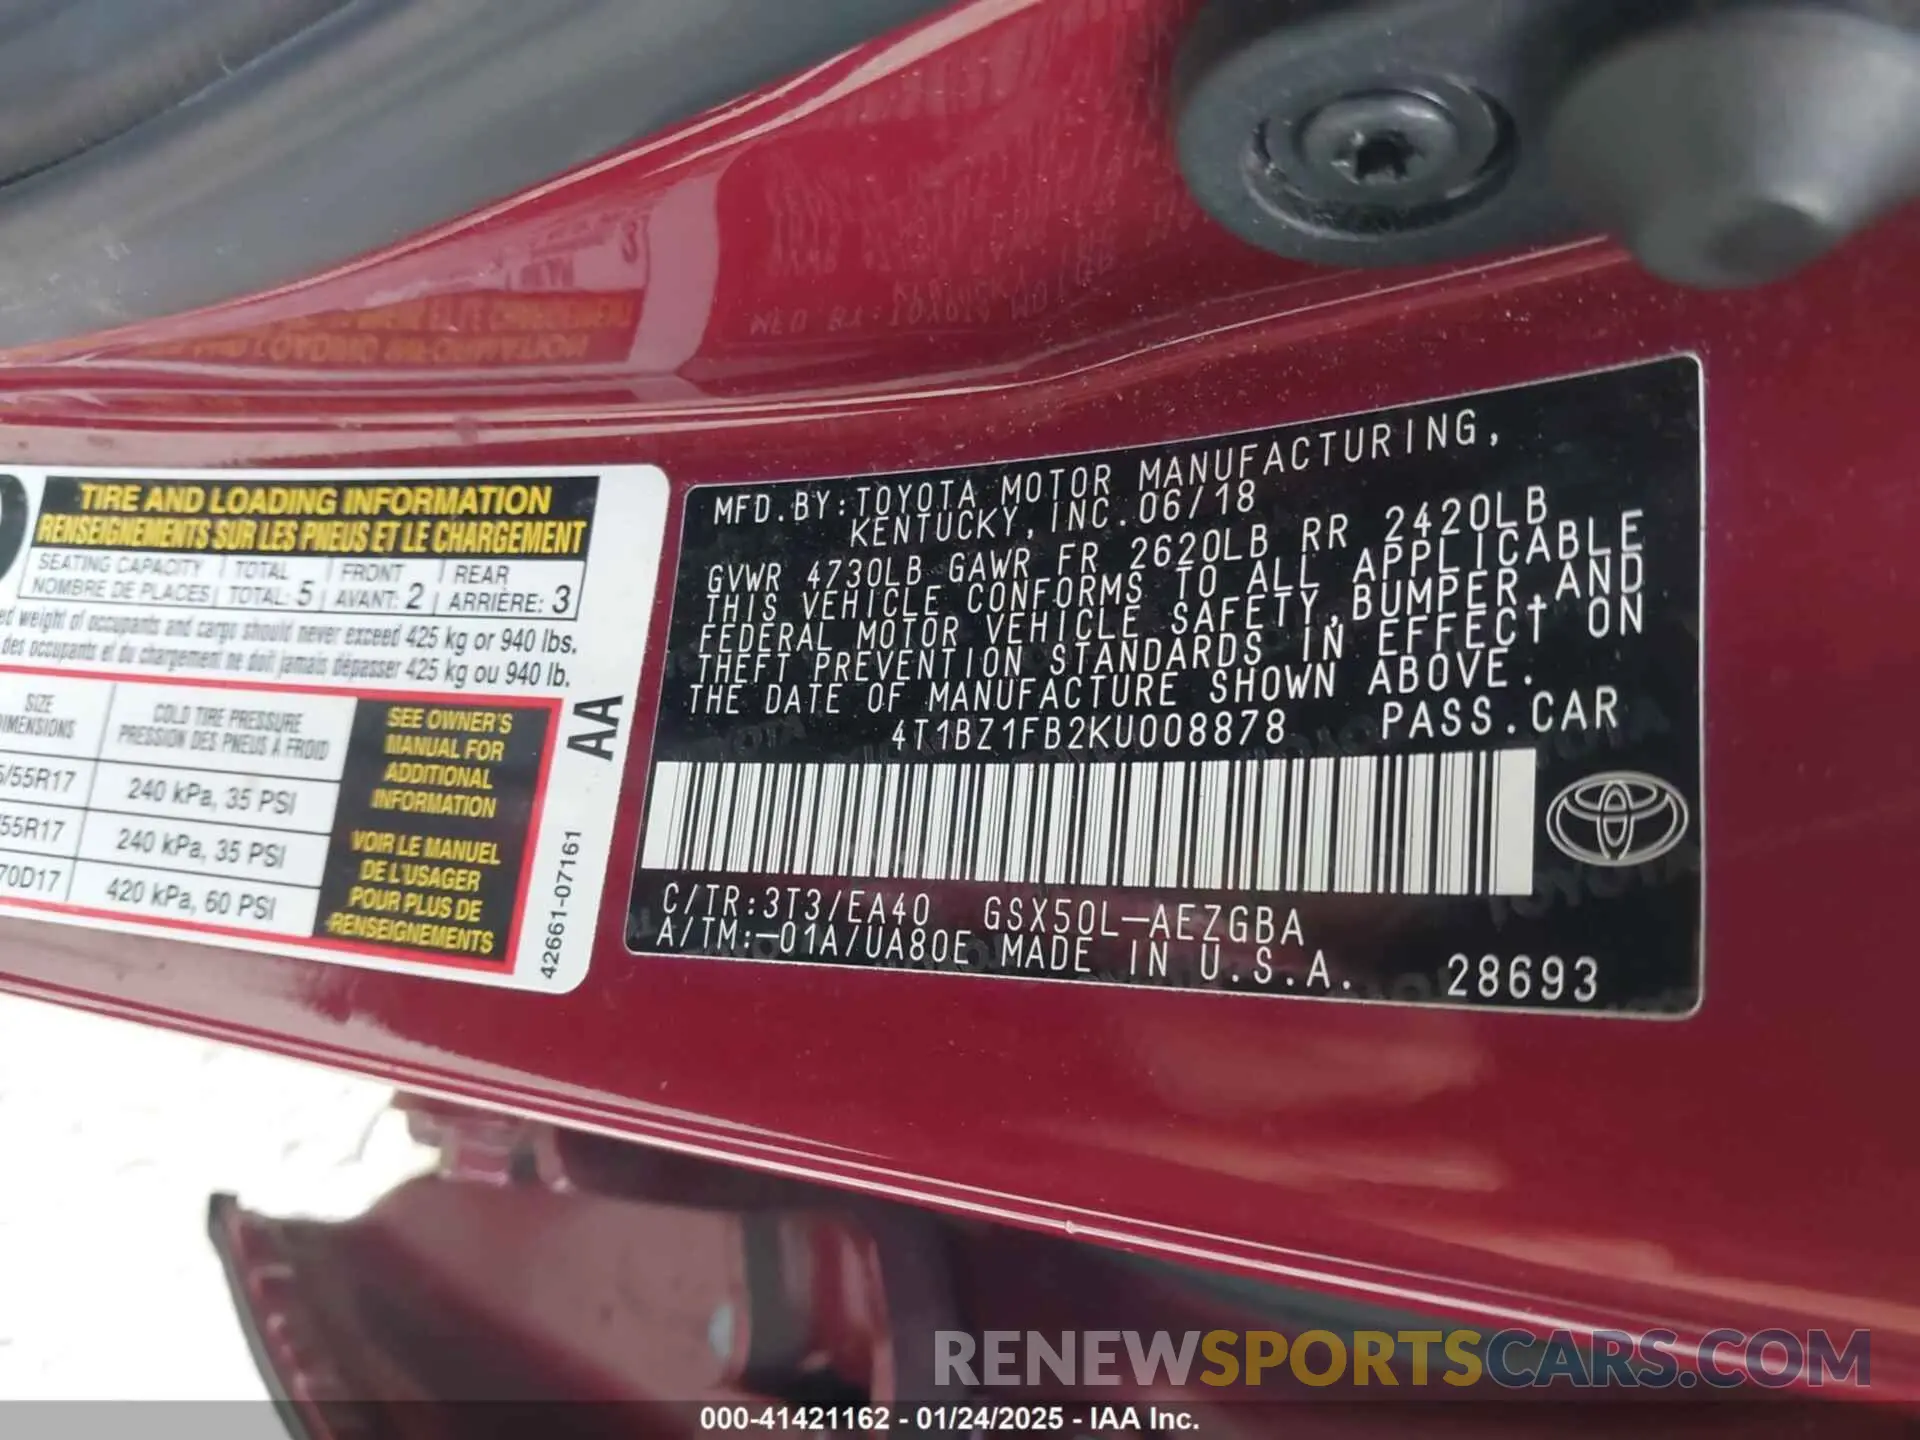 TIRE AND LOADING INFORMATION
RENSEIGNEMENTS SUR LES PNEUS ET LE CHARGEMENT
SEATING CAPACITY TOTAL FRONT REAR
NOMBRE DE PLACES TOTAL: 5 AVANT: 2 ARRIÈRE: 3
weight of occupants and cargo should never exceed 425 kg or 940 lbs.
des occupants et du chargement ne doit jamais dépasser 425 kg ou 940 lb.
SIZE COLD TIRE PRESSURE
DIMENSIONS PRESSION DES PNEUS À FROID
/55R17 240 kPa, 35 PSI
55R17 240 kPa, 35 PSI
70D17 420 kPa, 60 PSI
SEE OWNER'S
MANUAL FOR
ADDITIONAL
INFORMATION
VOIR LE MANUEL
DE L'USAGER
POUR PLUS DE
RENSEIGNEMENTS
AA
42661-07161
MFD.BY:TOYOTA MOTOR MANUFACTURING,
KENTUCKY, INC.06/18
GVWR 4730LB GAWR FR 2620LB RR 2420LB
THIS VEHICLE CONFORMS TO ALL APPLICABLE
FEDERAL MOTOR VEHICLE SAFETY,BUMPER,AND
THEFT PREVENTION STANDARDS IN EFFECT ON
THE DATE OF MANUFACTURE SHOWN ABOVE.
4T1BZ1FB2KU008878 PASS.CAR
C/TR:3T3/EA40 GSX50L-AEZGBA
A/TM:-01A/UA80E MADE IN U.S.A. 28693
RENEWSPORTSCARS.COM
000-41421162 - 01/24/2025 - IAA Inc.